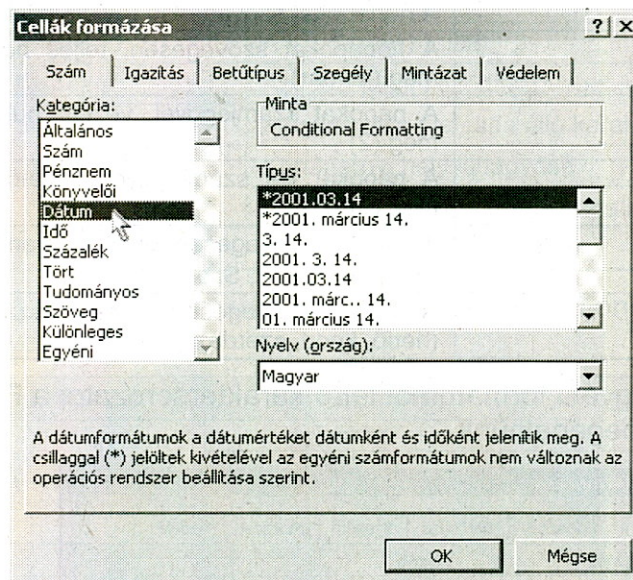 Cellák formázása
Szám Igazítás Betűtípus Szegély Mintázat Védelem
Kategória:
Általános
Szám
Pénznem
Könyvelői
Dátum
Idő
Százalék
Tört
Tudományos
Szöveg
Különleges
Egyéni
Minta
Conditional Formatting
Típus:
*2001.03.14
*2001. március 14.
3. 14.
2001. 3. 14.
2001.03.14
2001. márc.. 14.
01. március 14.
Nyelv (ország):
Magyar
A dátumformátumok a dátumértéket dátumként és időként jelenítik meg. A
csillaggal (*) jelöltek kivételével az egyéni számformátumok nem változnak az
operációs rendszer beállítása szerint.
OK Mégse